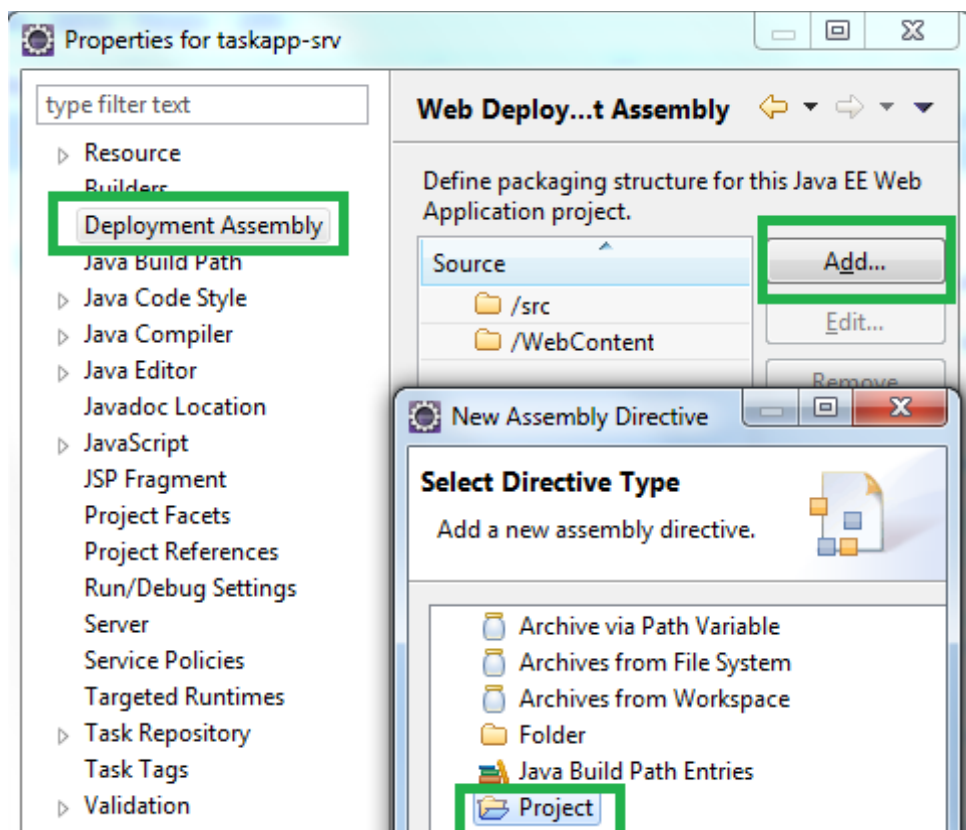 Properties for taskapp-srv
type filter text
Resource
Builders
Deployment Assembly
Java Build Path
Java Code Style
Java Compiler
Java Editor
Javadoc Location
JavaScript
JSP Fragment
Project Facets
Project References
Run/Debug Settings
Server
Service Policies
Targeted Runtimes
Task Repository
Task Tags
Validation
Web Deploy...t Assembly
Define packaging structure for this Java EE Web
Application project.
Source
/src
/WebContent
Add...
Edit...
Remove
New Assembly Directive
Select Directive Type
Add a new assembly directive.
Archive via Path Variable
Archives from File System
Archives from Workspace
Folder
Java Build Path Entries
Project